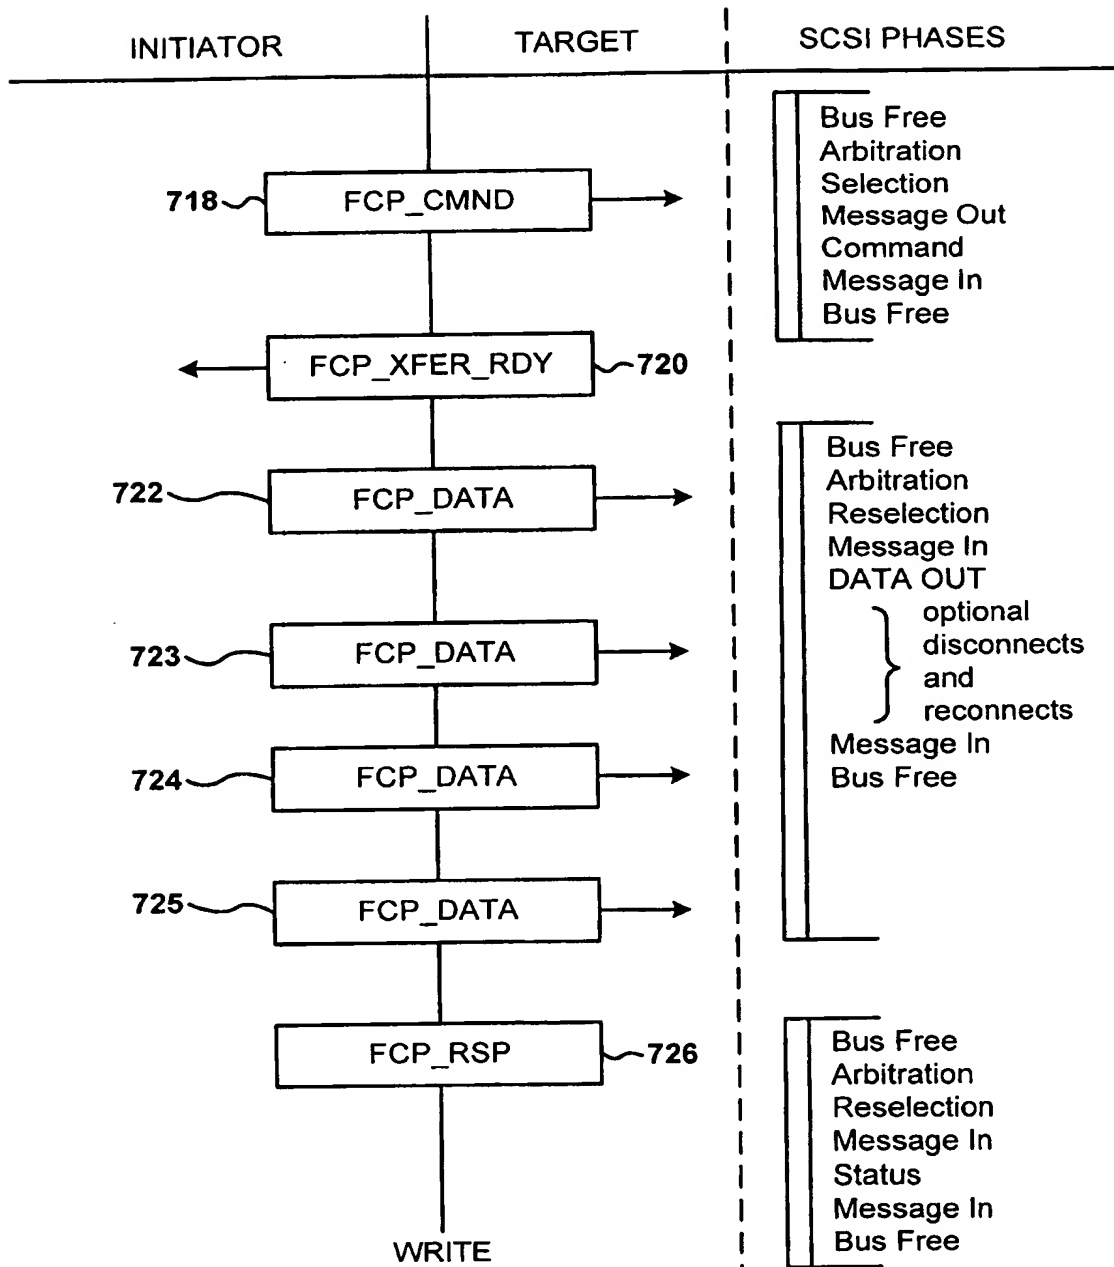 INITIATOR
TARGET
SCSI PHASES
718
FCP_CMND
FCP_XFER_RDY
720
722
FCP_DATA
723
FCP_DATA
724
FCP_DATA
725
FCP_DATA
FCP_RSP
726
WRITE
Bus Free
Arbitration
Selection
Message Out
Command
Message In
Bus Free
Bus Free
Arbitration
Reselection
Message In
DATA OUT
optional
disconnects
and
reconnects
Message In
Bus Free
Bus Free
Arbitration
Reselection
Message In
Status
Message In
Bus Free